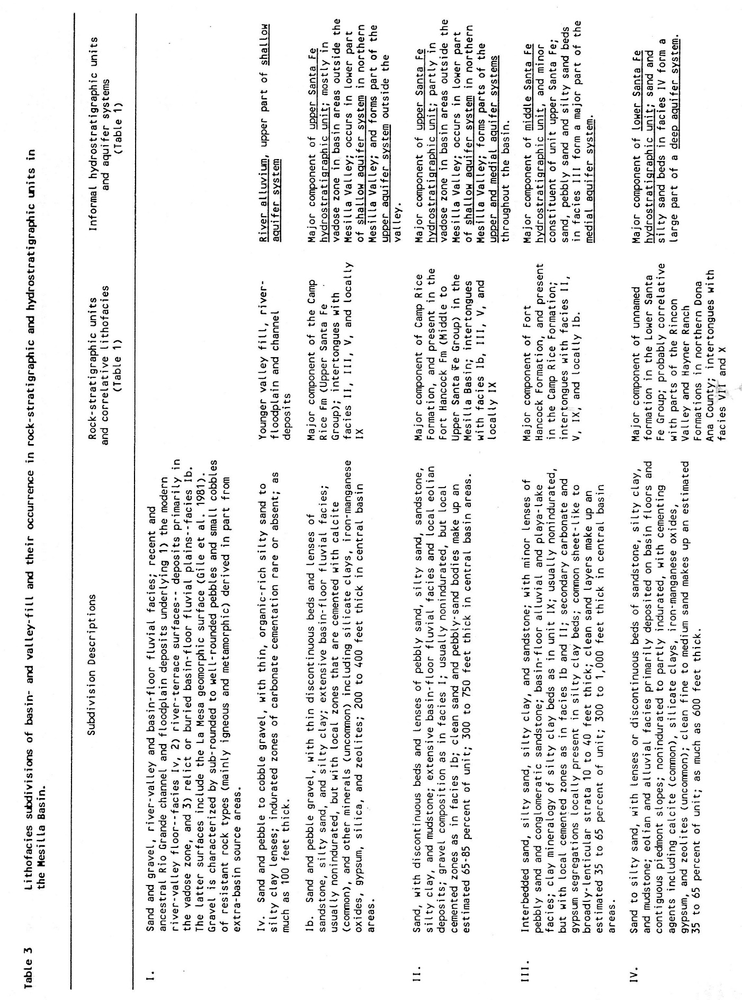 Table 3 Lithofacies subdivisions of basin- and valley-fill and their occurrence in rock-stratigraphic and hydrostratigraphic units in
the Mesilla Basin.
Subdivision Descriptions
Rock-stratigraphic units
and correlative lithofacies
(Table 1)
Informal hydrostratigraphic units
and aquifer systems
(Table 1)
I.
Sand and gravel, river-valley and basin-floor fluvial facies; recent and
ancestral Rio Grande channel and floodplain deposits underlying 1) the modern
river-valley floor--facies Iv, 2) river-terrace surfaces-- deposits primarily in
the vadose zone, and 3) relict or buried basin-floor fluvial plains--facies Ib.
The latter surfaces include the La Mesa geomorphic surface (Gile et al. 1981).
Gravel is characterized by sub-rounded to well-rounded pebbles and small cobbles
of resistant rock types (mainly igneous and metamorphic) derived in part from
extra-basin source areas.
Iv. Sand and pebble to cobble gravel, with thin, organic-rich silty sand to
silty clay lenses; indurated zones of carbonate cementation rare or absent; as
much as 100 feet thick.
Younger valley fill, river-
floodplain and channel
deposits
River alluvium, upper part of shallow
aquifer system
Ib. Sand and pebble gravel, with thin discontinuous beds and lenses of
sandstone, silty sand, and silty clay; extensive basin-floor fluvial facies;
usually nonindurated, but with local zones that are cemented with calcite
(common), and other minerals (uncommon) including silicate clays, iron-manganese
oxides, gypsum, silica, and zeolites; 200 to 400 feet thick in central basin
areas.
Major component of the Camp
Rice Fm (Upper Santa Fe
Group); intertongues with
facies II, III, V, and locally
IX
Major component of upper Santa Fe
hydrostratigraphic unit; mostly in
vadose zone in basin areas outside the
Mesilla Valley; occurs in lower part
of shallow aquifer system in northern
Mesilla Valley; and forms part of the
upper aquifer system outside the
valley.
II.
Sand, with discontinuous beds and lenses of pebbly sand, silty sand, sandstone,
silty clay, and mudstone; extensive basin-floor fluvial facies and local eolian
deposits; gravel composition as in facies I; usually nonindurated, but local
cemented zones as in facies Ib; clean sand and pebbly-sand bodies make up an
estimated 65-85 percent of unit; 300 to 750 feet thick in central basin areas.
Major component of Camp Rice
Formation, and present in the
Fort Hancock Fm (Middle to
Upper Santa Fe Group) in the
Mesilla Basin; intertongues
with facies Ib, III, V, and
locally IX
Major component of upper Santa Fe
hydrostratigraphic unit; partly in
vadose zone in basin areas outside the
Mesilla Valley; occurs in lower part
of shallow aquifer system in northern
Mesilla Valley; forms parts of the
upper and medial aquifer systems
throughout the basin.
III.
Interbedded sand, silty sand, silty clay, and sandstone; with minor lenses of
pebbly sand and conglomeratic sandstone; basin-floor alluvial and playa-lake
facies; clay mineralogy of silty clay beds as in unit IX; usually nonindurated,
but with local cemented zones as in facies Ib and II; secondary carbonate and
gypsum segregations locally present in silty clay beds; common sheet-like to
broadly-lenticular strata 10 to 40 feet thick; clean sand layers make up an
estimated 35 to 65 percent of unit; 300 to 1,000 feet thick in central basin
areas.
Major component of Fort
Hancock Formation, and present
in the Camp Rice Formation;
intertongues with facies II,
V, IX, and locally Ib.
Major component of middle Santa Fe
hydrostratigraphic unit, and minor
constituent of unit upper Santa Fe;
sand, pebbly sand and silty sand beds
in facies III form a major part of the
medial aquifer system.
IV.
Sand to silty sand, with lenses or discontinuous beds of sandstone, silty clay,
and mudstone; eolian and alluvial facies primarily deposited on basin floors and
contiguous piedmont slopes; nonindurated to partly indurated, with cementing
agents including calcite (common), silicate clays, iron-manganese oxides,
gypsum, and zeolites (uncommon); clean fine to medium sand makes up an estimated
35 to 65 percent of unit; as much as 600 feet thick.
Major component of unnamed
formation in the Lower Santa
Fe Group; probably correlative
with parts of the Rincon
Valley and Hayner Ranch
Formations in northern Dona
Ana County; intertongues with
facies VII and X
Major component of lower Santa Fe
hydrostratigraphic unit; sand and
silty sand beds in facies IV form a
large part of a deep aquifer system.